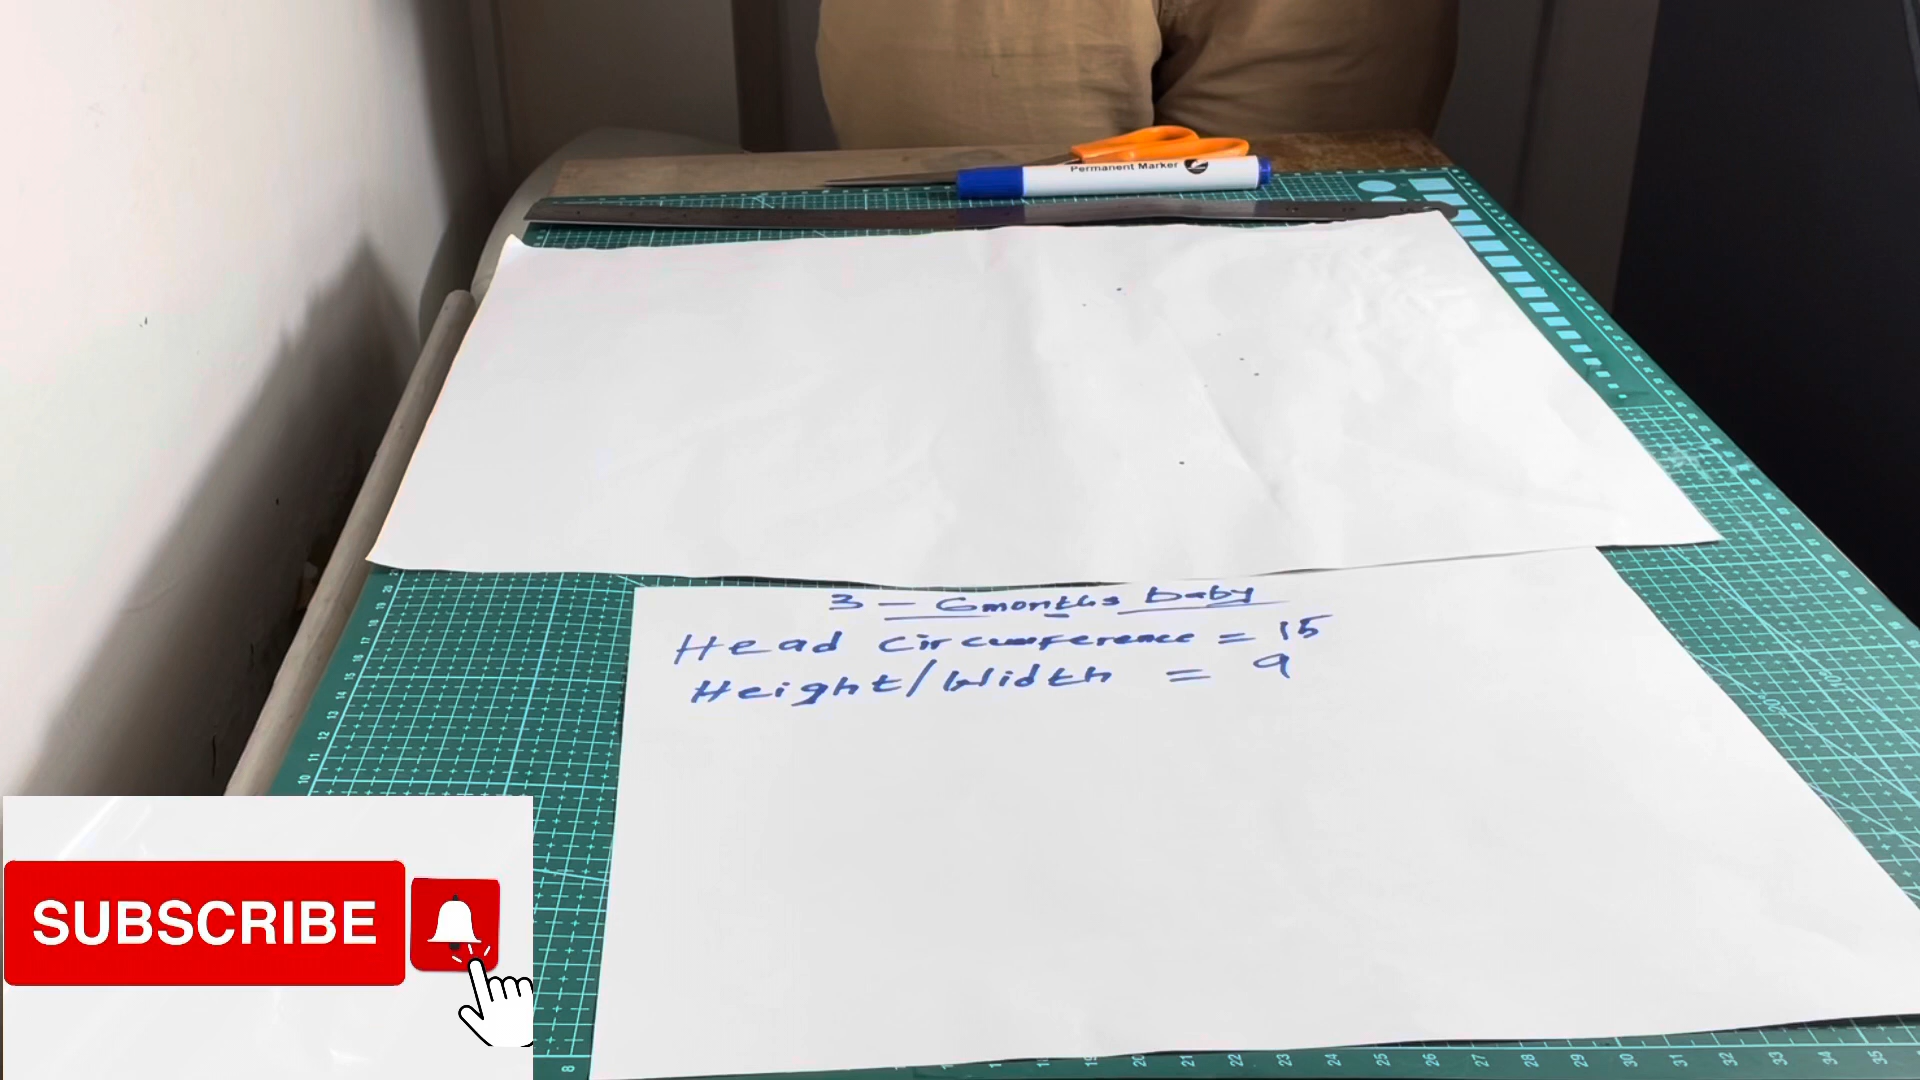 Permanent Marker
3 - 6months baby
Head Circumference = 15
Height/Width = 9
SUBSCRIBE